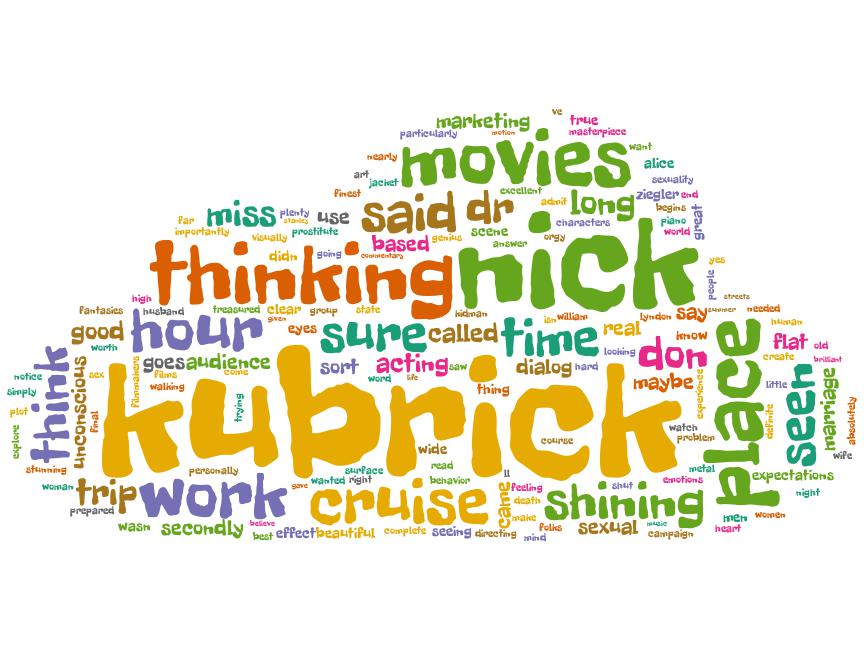 ve
marketing true
particularly motion masterpiece
nearly movies want
art alice
jacket sexuality
finest excellent ziegler end
miss plenty use said dr admit long begins great
far stanley characters piano
importantly prostitute scene world
visually based genius answer orgy
didn going commentary yes
thinking nick people
high streets
fantasies husband treasured clear group state kidman lyndon say summer needed
good hour given eyes sure called time isn william real know human
worth looking don flat old
think goes audience sort acting saw dialog hard create brilliant
notice sex films come word life maybe experience little
simply unconscious filmmakers walking thing place seen marriage
plot final trying kubrick watch definite absolutely
explore wide course problem wife
stunning personally surface read metal expectations
woman trip work wanted right behavior ll emotions night
prepared gave cruise came feeling shut
death shining men women
wasn secondly believe make folks sexual music heart
best effect beautiful complete seeing directing mind campaign